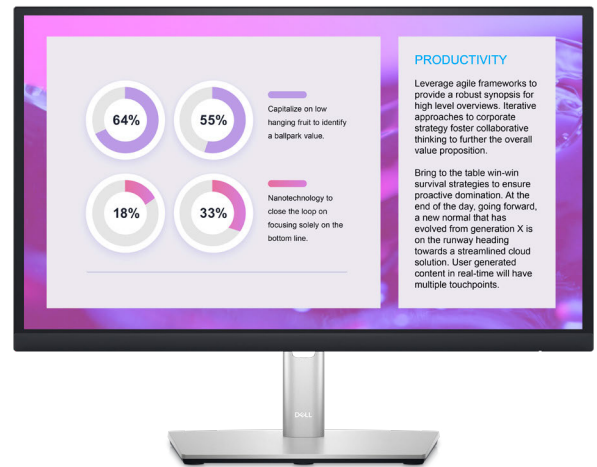 64%
55%
Capitalize on low
hanging fruit to identify
a ballpark value.
18%
33%
Nanotechnology to
close the loop on
focusing solely on the
bottom line.
PRODUCTIVITY
Leverage agile frameworks to
provide a robust synopsis for
high level overviews. Iterative
approaches to corporate
strategy foster collaborative
thinking to further the overall
value proposition.
Bring to the table win-win
survival strategies to ensure
proactive domination. At the
end of the day, going forward,
a new normal that has
evolved from generation X is
on the runway heading
towards a streamlined cloud
solution. User generated
content in real-time will have
multiple touchpoints.
DELL